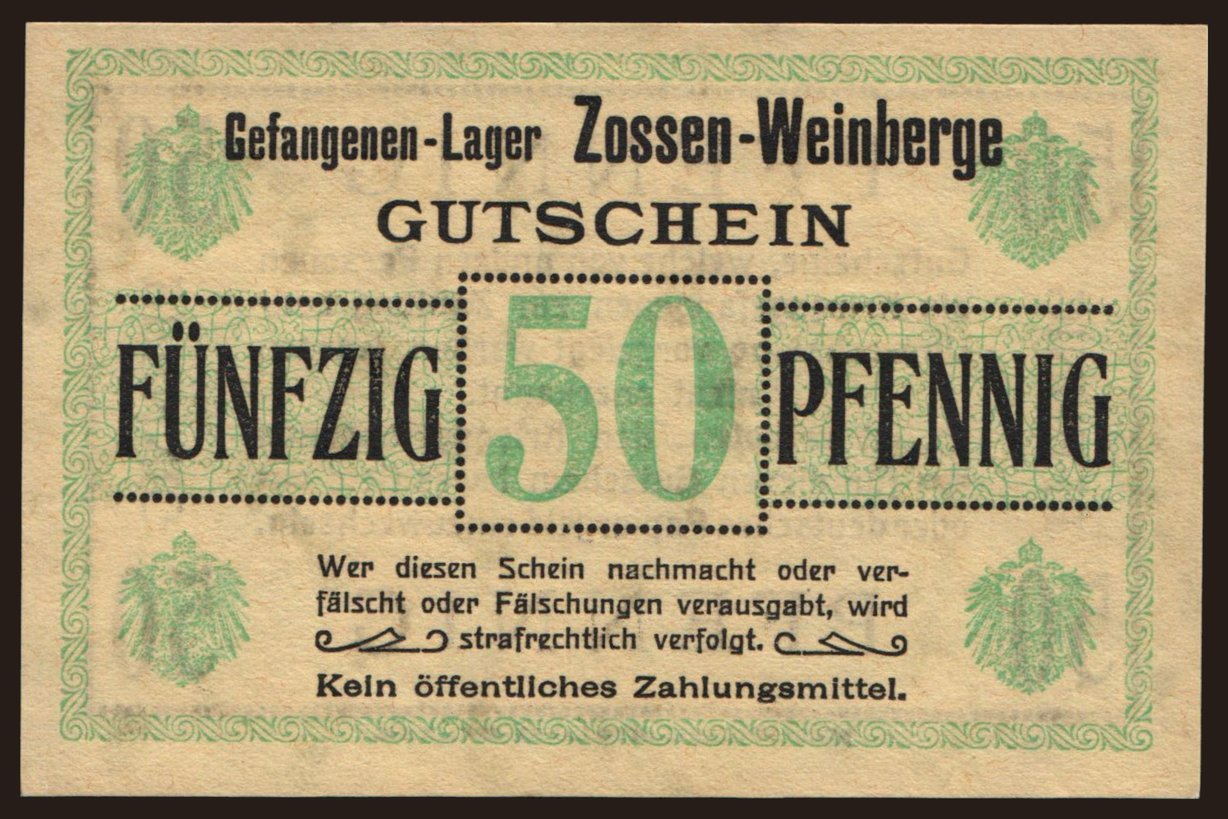 Gefangenen-Lager Zossen-Weinberge
GUTSCHEIN
FÜNFZIG 50 PFENNIG
Wer diesen Schein nachmacht oder ver-
fälscht oder Fälschungen verausgabt, wird
strafrechtlich verfolgt.
Kein öffentliches Zahlungsmittel.